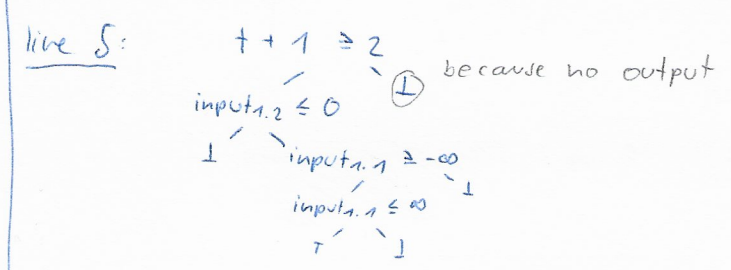 line 5: t + 1 ≥ 2
⊥ because no output
input1.2 ≤ 0
⊥ input1.1 ≥ -∞
⊥
input1.1 ≤ ∞
⊤ ⊥